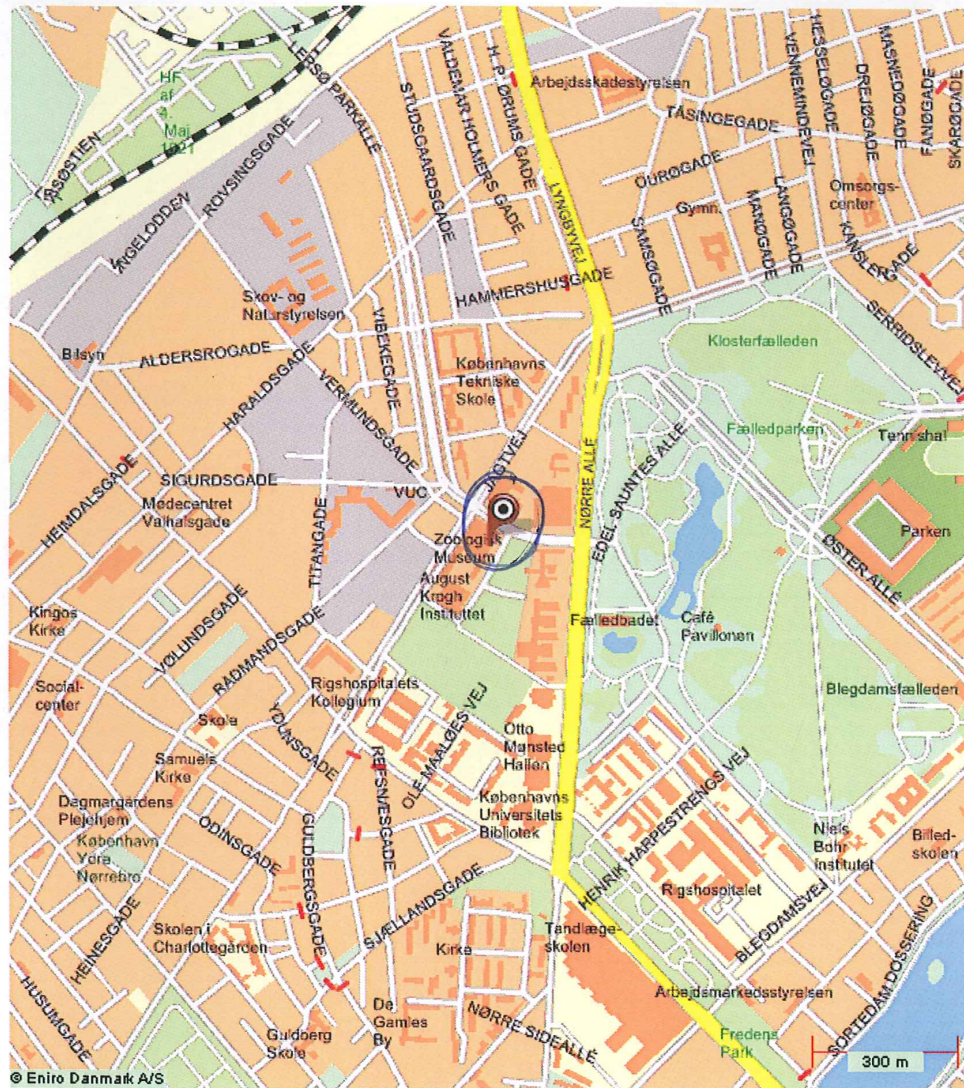 HF
af
4.
Maj
1921
LERSØ PARKALLE
STUDSGAARDSGADE
VALDEMAR HOLMERS GADE
H. P. ØRUMS GADE
Arbejdsskadestyrelsen
TÅSINGEGADE
HESSELØGADE
VENNEMINDEVEJ
DREJØGADE
MASNEDØGADE
FANØGADE
SKARØGADE
ROVSINGSGADE
INGELODDEN
LYNGBYVEJ
OURØGADE
Gymn.
SAMSØGADE
MANØGADE
LANGØGADE
Omsorgs-
center
KANSLERGADE
SERRIDSLEVVEJ
HAMMERSHUSGADE
Skov- og
Naturstyrelsen
VIBEKEGADE
Bilsyn
ALDERSROGADE
HARALDSGADE
VERMUNDSGADE
Københavns
Tekniske
Skole
Klosterfælleden
Fælledparken
Tennishal
HEIMDALSGADE
SIGURDSGADE
Mødecentret
Valhalsgade
VUC
JAGTVEJ
NØRRE ALLÉ
EDEL SAUNTES ALLÉ
ØSTER ALLÉ
Parken
TITANGADE
Zoologisk
Museum
August
Krogh
Instituttet
Kingos
Kirke
VØLUNDSGADE
RÅDMANDSGADE
Fælledbadet
Café
Pavillonen
Social-
center
Skole
Rigshospitalets
Kollegium
Blegdamsfælleden
YDUNSGADE
OLE MAALØES VEJ
Otto
Mønsted
Hallen
Samuels
Kirke
REFSNÆSGADE
Dagmargårdens
Plejehjem
København
Ydre
Nørrebro
ODINSGADE
GULDBERGSGADE
Københavns
Universitets
Bibliotek
HENRIK HARPESTRENGS VEJ
Niels
Bohr
Institutet
Billed-
skolen
Rigshospitalet
BLEGDAMSVEJ
HEINESGADE
Skolen i
Charlottegården
SJÆLLANDSGADE
Kirke
Tandlæge-
skolen
Arbejdsmarkedsstyrelsen
SORTEDAM DOSSERING
HUSUMGADE
Guldberg
Skole
De
Gamles
By
NØRRE SIDEALLÉ
Fredens
Park
300 m
© Eniro Danmark A/S